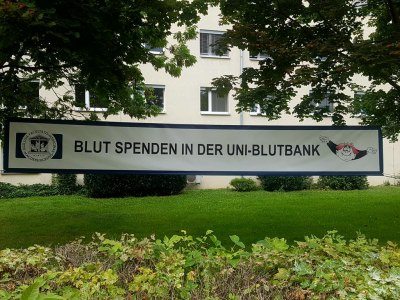 BLUT SPENDEN IN DER UNI-BLUTBANK